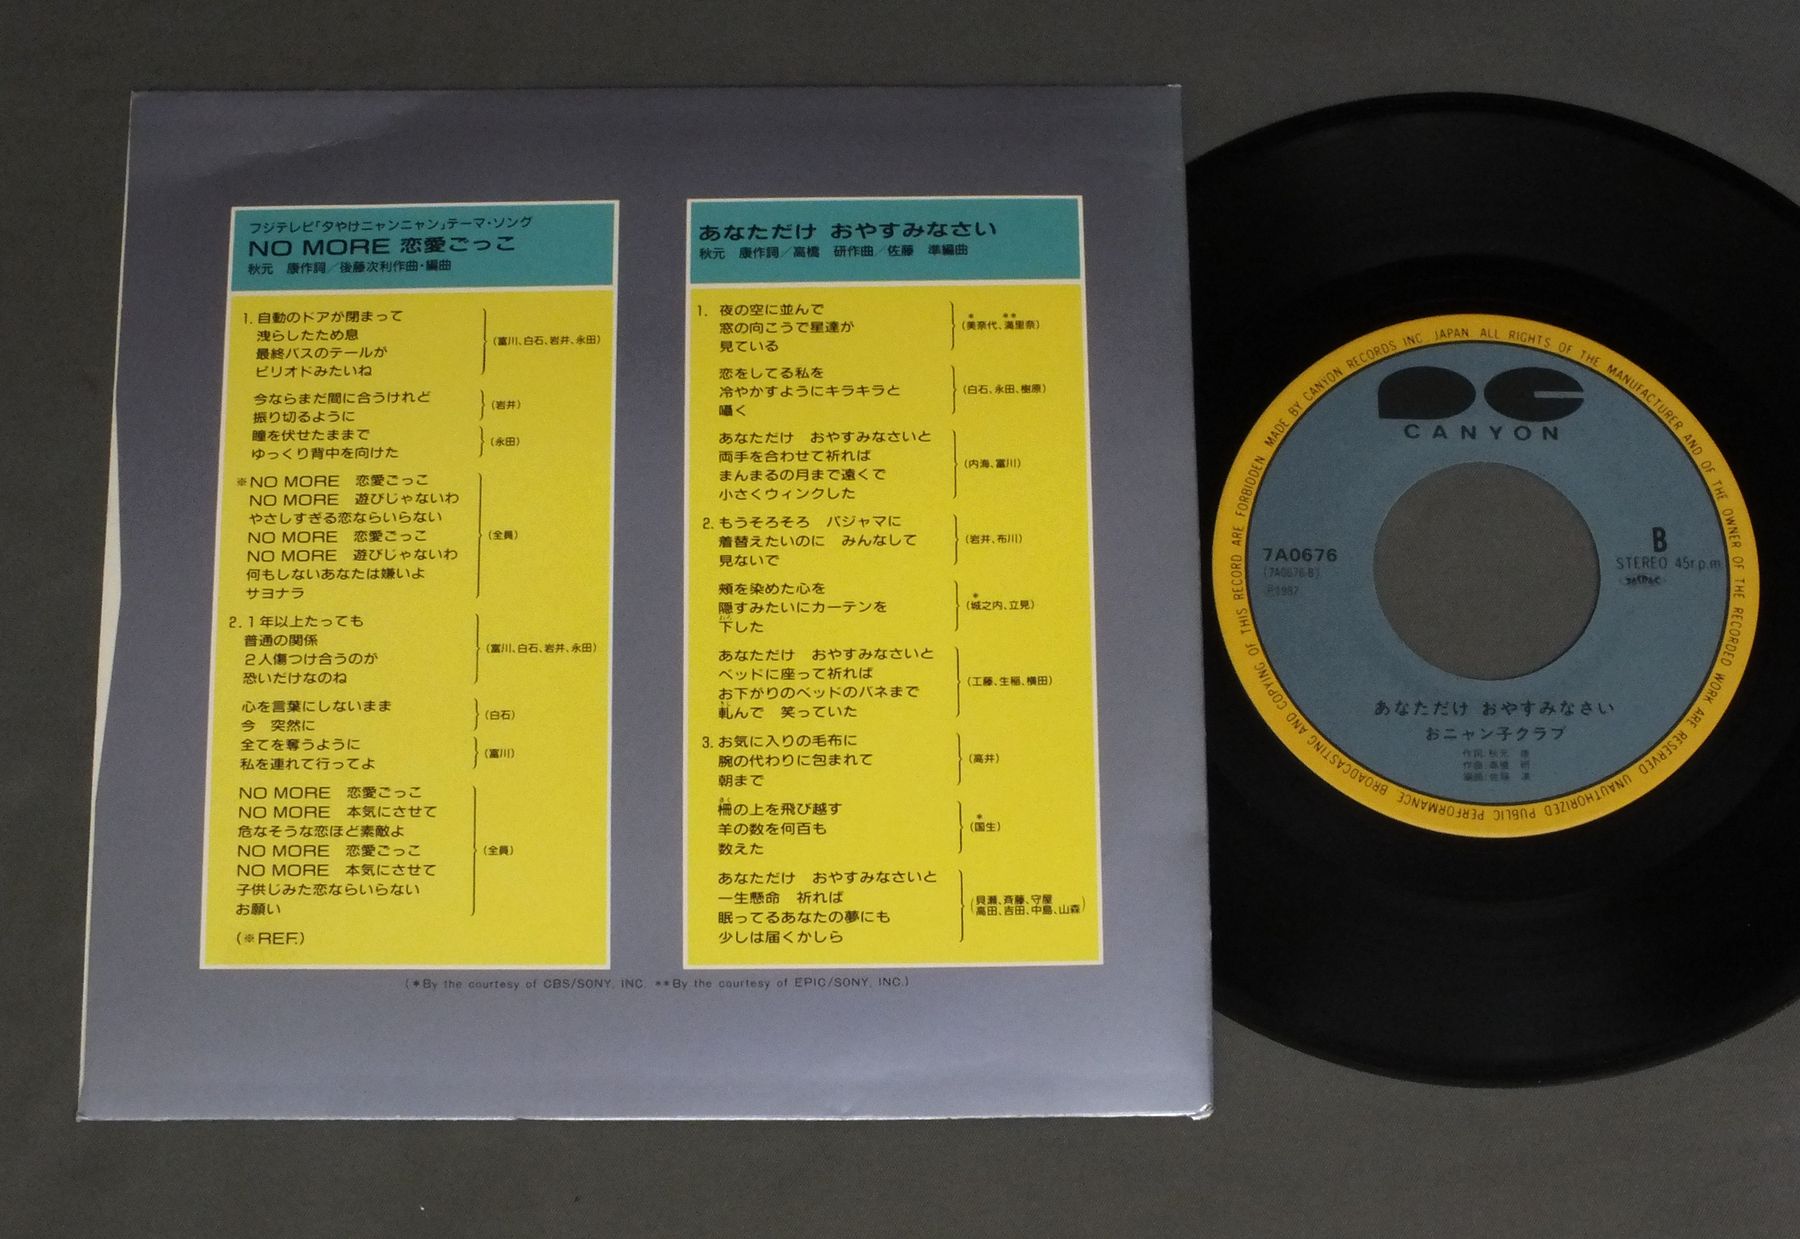 フジテレビ「夕やけニャンニャン」テーマ・ソング
NO MORE 恋愛ごっこ
秋元 康作詞／後藤次利作曲・編曲
1. 自動のドアが閉まって
洩らしたため息
最終バスのテールが
ピリオドみたいね
(富川、白石、岩井、永田)
今ならまだ間に合うけれど
振り切るように
(岩井)
瞳を伏せたままで
ゆっくり背中を向けた
(永田)
※NO MORE 恋愛ごっこ
NO MORE 遊びじゃないわ
やさしすぎる恋ならいらない
NO MORE 恋愛ごっこ
NO MORE 遊びじゃないわ
何もしないあなたは嫌いよ
サヨナラ
(全員)
2. 1年以上たっても
普通の関係
2人傷つけ合うのが
恐いだけなのね
(富川、白石、岩井、永田)
心を言葉にしないまま
今 突然に
(白石)
全てを奪うように
私を連れて行ってよ
(富川)
NO MORE 恋愛ごっこ
NO MORE 本気にさせて
危なそうな恋ほど素敵よ
NO MORE 恋愛ごっこ
NO MORE 本気にさせて
子供じみた恋ならいらない
お願い
(全員)
(※REF.)
あなただけ おやすみなさい
秋元 康作詞／高橋 研作曲／佐藤 準編曲
1. 夜の空に並んで
窓の向こうで星達が
見ている
(*美奈代、**満里奈)
恋をしてる私を
冷やかすようにキラキラと
囁く
(白石、永田、樹原)
あなただけ おやすみなさいと
両手を合わせて祈れば
まんまるの月まで遠くで
小さくウィンクした
(内海、富川)
2. もうそろそろ パジャマに
着替えたいのに みんなして
見ないで
(岩井、布川)
頬を染めた心を
隠すみたいにカーテンを
下した
(*城之内、立見)
あなただけ おやすみなさいと
ベッドに座って祈れば
お下がりのベッドのバネまで
軋んで 笑っていた
(工藤、生稲、横田)
3. お気に入りの毛布に
腕の代わりに包まれて
朝まで
(高井)
柵の上を飛び越す
羊の数を何百も
数えた
(*国生)
あなただけ おやすみなさいと
一生懸命 祈れば
眠ってるあなたの夢にも
少しは届くかしら
(貝瀬、斉藤、守屋
高田、吉田、中島、山森)
(*By the courtesy of CBS/SONY, INC. **By the courtesy of EPIC/SONY, INC.)
MADE BY CANYON RECORDS INC. JAPAN ALL RIGHTS OF THE MANUFACTURER AND OF THE OWNER OF THE RECORDED WORK ARE RESERVED UNAUTHORIZED PUBLIC PERFORMANCE BROADCASTING AND COPYING OF THIS RECORD ARE FORBIDDEN
CANYON
B
7A0676
STEREO 45r.p.m.
(7A0676-B)
Ⓟ1987
あなただけ おやすみなさい
おニャン子クラブ
作詞:秋元 康
作曲:高橋 研
編曲:佐藤 準